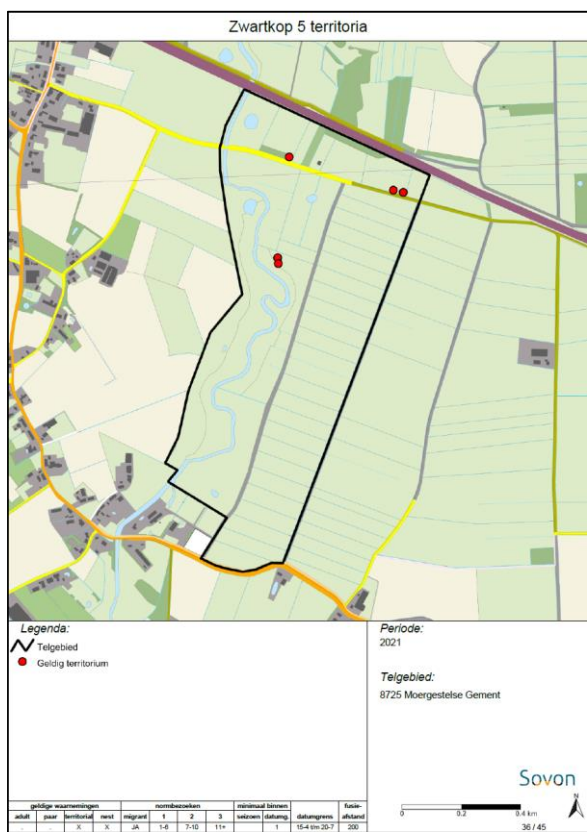 Zwartkop 5 territoria
Legenda:
Telgebied
Geldig territorium
Periode:
2021
Telgebied:
8725 Moergestelse Gement
Sovon
N
0 0.2 0.4 km
36 / 45
geldige waarnemingen normbezoeken minimaal binnen fusie-
adult paar territorial nest migrant 1 2 3 seizoen datumg. datumgrens afstand
. . X X JA 1-6 7-10 11+ 1 15-4 t/m 20-7 200